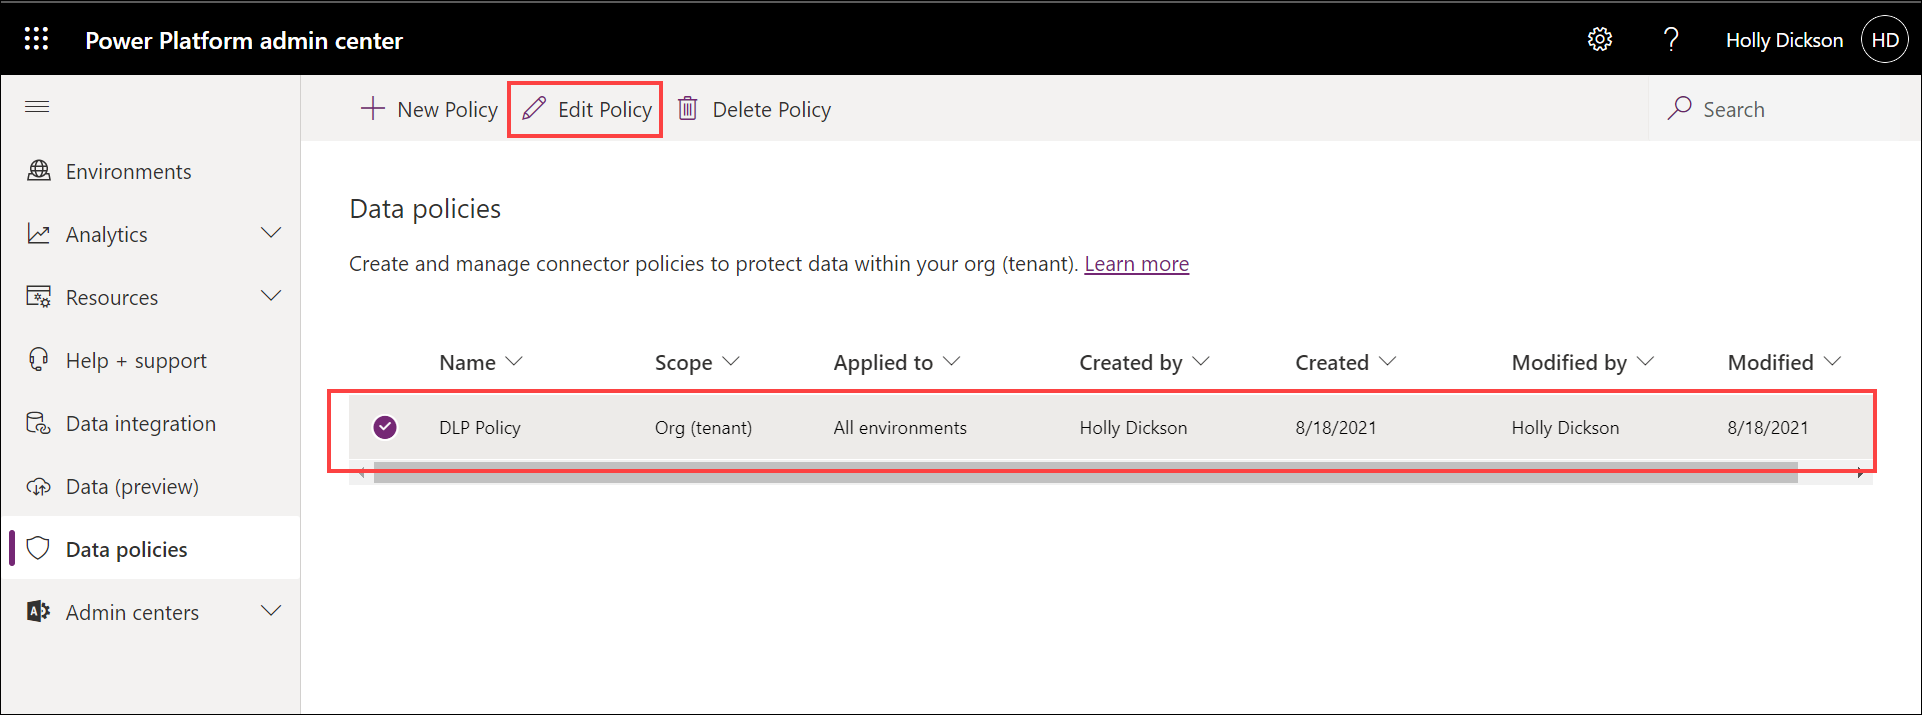 Power Platform admin center
Holly Dickson HD
New Policy Edit Policy Delete Policy Search
Environments
Analytics
Resources
Help + support
Data integration
Data (preview)
Data policies
Admin centers
Data policies
Create and manage connector policies to protect data within your org (tenant). Learn more
Name Scope Applied to Created by Created Modified by Modified
DLP Policy Org (tenant) All environments Holly Dickson 8/18/2021 Holly Dickson 8/18/2021